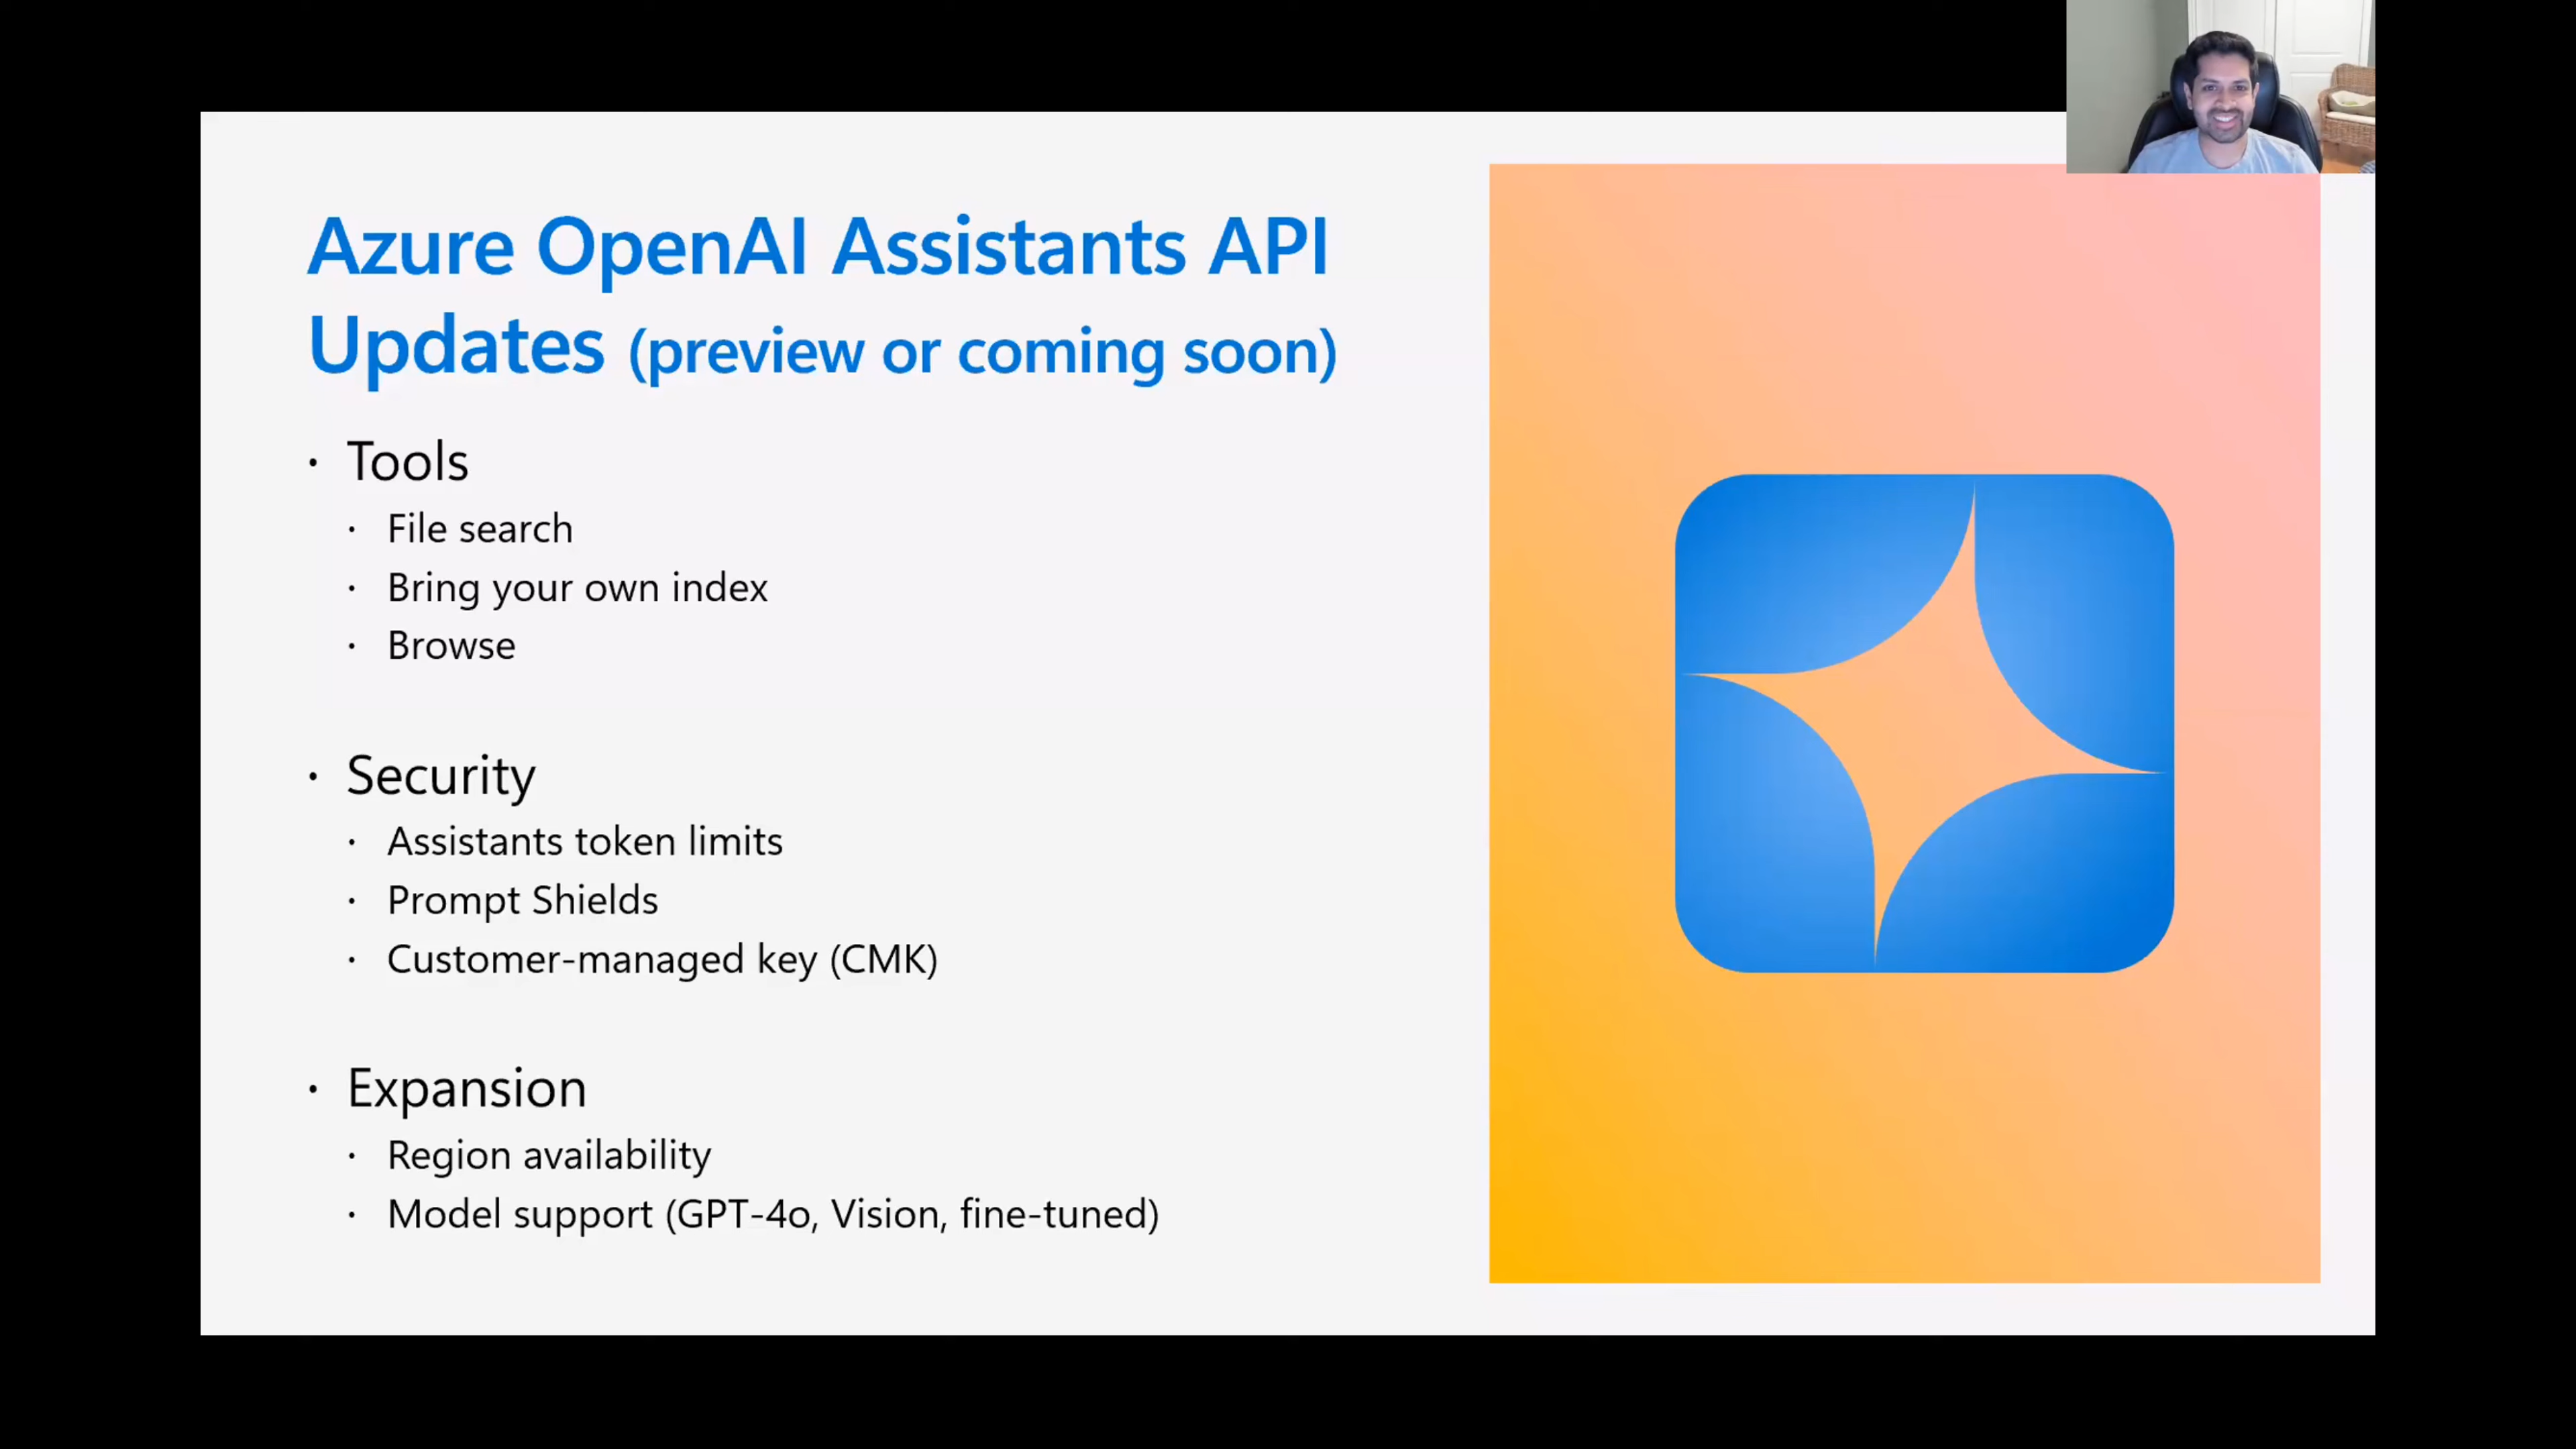 Azure OpenAI Assistants API
Updates (preview or coming soon)
· Tools
· File search
· Bring your own index
· Browse
· Security
· Assistants token limits
· Prompt Shields
· Customer-managed key (CMK)
· Expansion
· Region availability
· Model support (GPT-4o, Vision, fine-tuned)